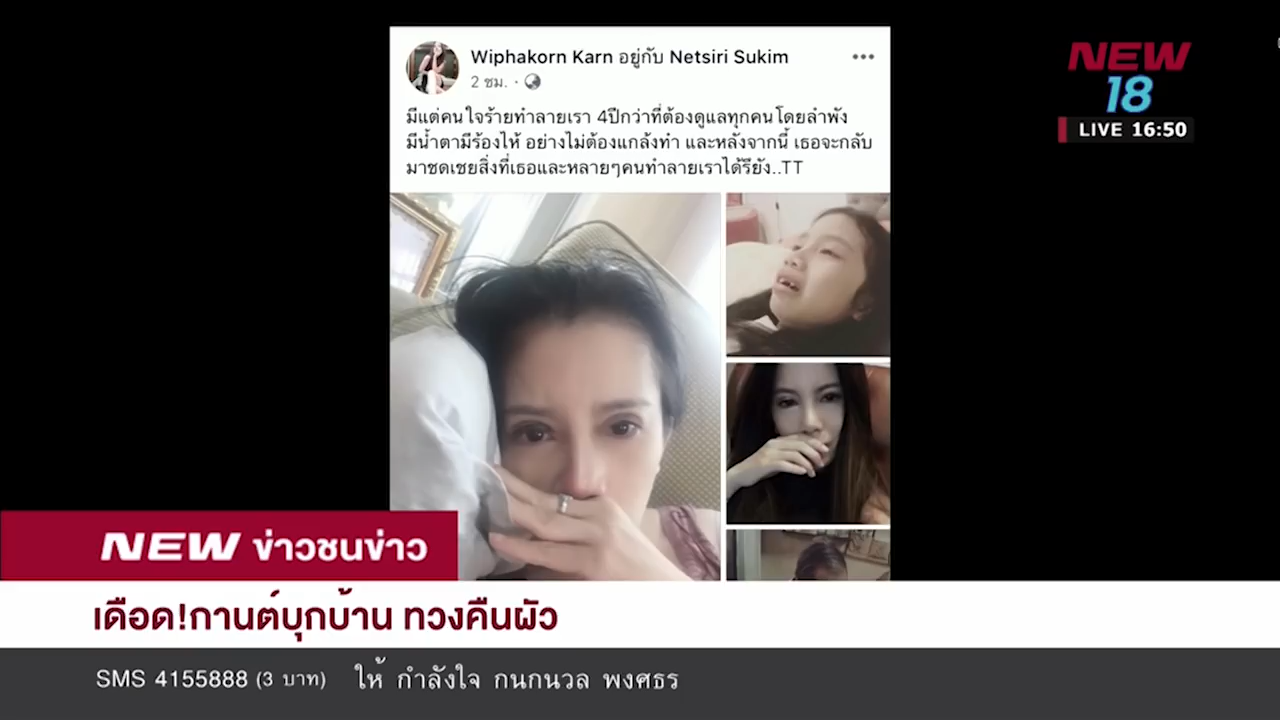 Wiphakorn Karn อยู่กับ Netsiri Sukim
2 ชม. ·
มีแต่คนใจร้ายทำลายเรา 4ปีกว่าที่ต้องดูแลทุกคนโดยลำพัง
มีน้ำตามีร้องไห้ อย่างไม่ต้องแกล้งทำ และหลังจากนี้ เธอจะกลับ
มาชดเชยสิ่งที่เธอและหลายๆคนทำลายเราได้รึยัง..TT
NEW
18
LIVE 16:50
NEW ข่าวชนข่าว
เดือด!กานต์บุกบ้าน ทวงคืนผัว
SMS 4155888 (3 บาท) ให้ กำลังใจ กนกนวล พงศธร